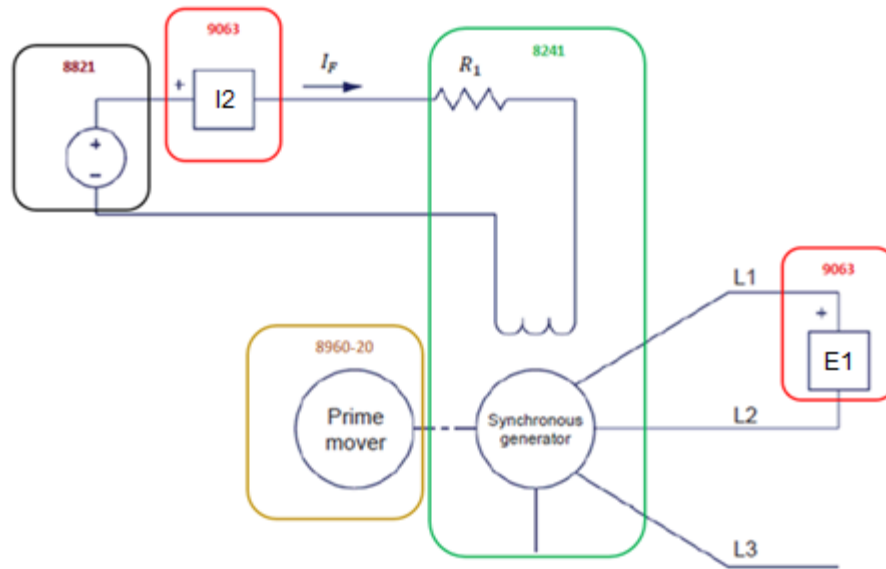 9063
8241
8821
I_F
R_1
+
I2
+
−
9063
L1
+
8960-20
E1
Prime
mover
Synchronous
generator
L2
L3